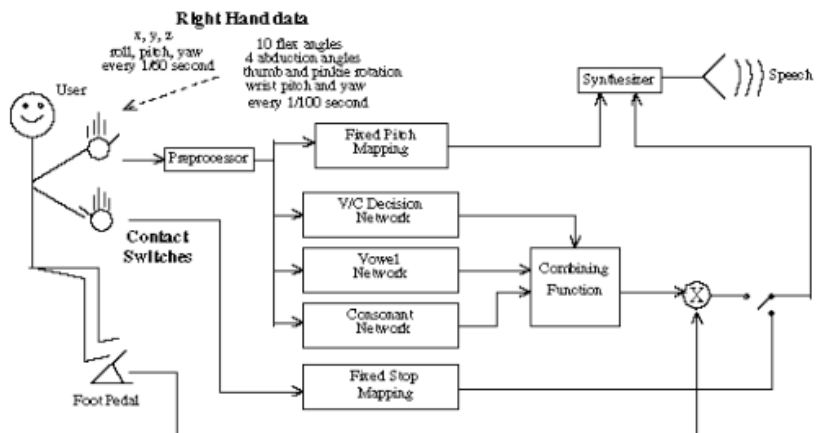 Right Hand data
x, y, z
roll, pitch, yaw
every 1/60 second
10 flex angles
4 abduction angles
thumb and pinkie rotation
wrist pitch and yaw
every 1/100 second
User
Synthesizer
Speech
Preprocessor
Fixed Pitch
Mapping
V/C Decision
Network
Contact
Switches
Vowel
Network
Combining
Function
X
Consonant
Network
Fixed Stop
Mapping
Foot Pedal